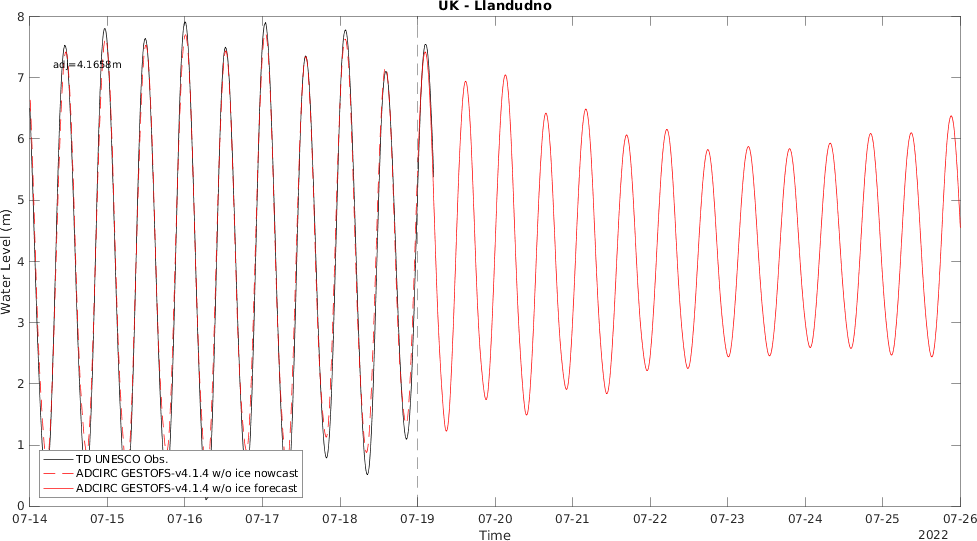 UK - Llandudno
8
7
6
5
4
3
2
1
0
Water Level (m)
adj=4.1658m
TD UNESCO Obs.
ADCIRC GESTOFS-v4.1.4 w/o ice nowcast
ADCIRC GESTOFS-v4.1.4 w/o ice forecast
07-14 07-15 07-16 07-17 07-18 07-19 07-20 07-21 07-22 07-23 07-24 07-25 07-26
Time
2022